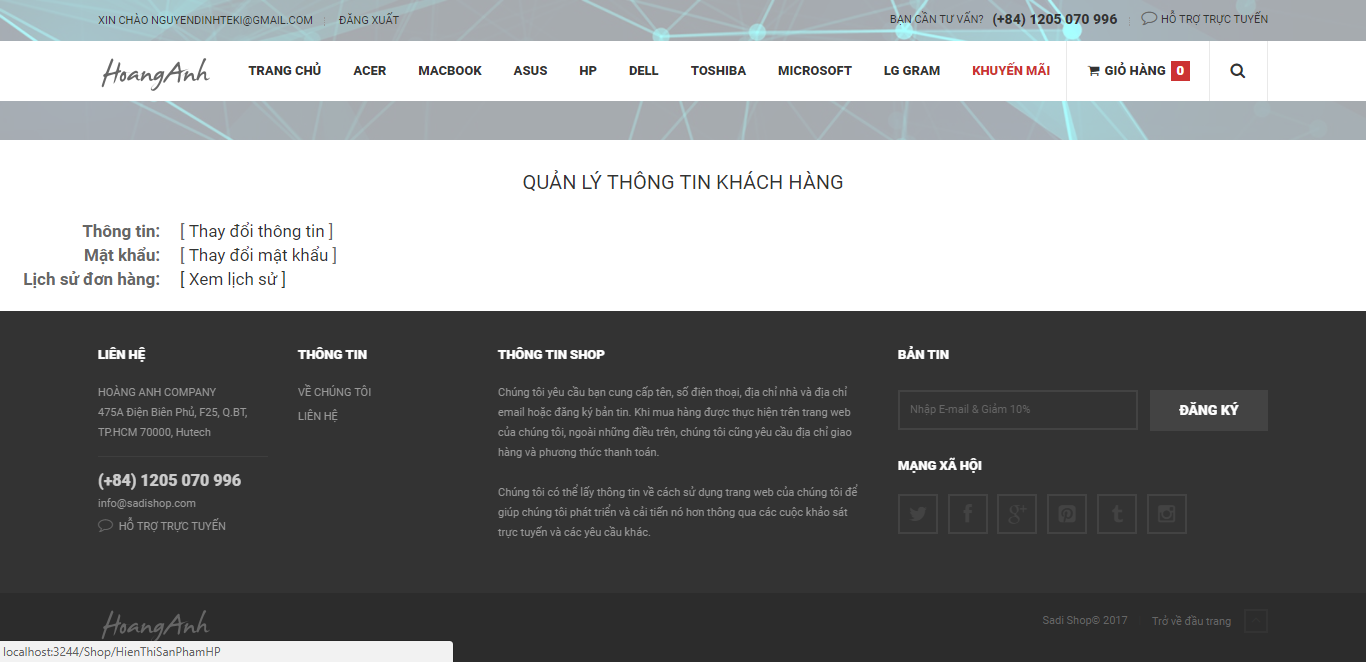 XIN CHÀO NGUYENDINHTEKI@GMAIL.COM ĐĂNG XUẤT BẠN CẦN TƯ VẤN? (+84) 1205 070 996 HỖ TRỢ TRỰC TUYẾN
HoangAnh TRANG CHỦ ACER MACBOOK ASUS HP DELL TOSHIBA MICROSOFT LG GRAM KHUYẾN MÃI GIỎ HÀNG 0
QUẢN LÝ THÔNG TIN KHÁCH HÀNG
Thông tin: [ Thay đổi thông tin ]
Mật khẩu: [ Thay đổi mật khẩu ]
Lịch sử đơn hàng: [ Xem lịch sử ]
LIÊN HỆ
HOÀNG ANH COMPANY
475A Điện Biên Phủ, F25, Q.BT,
TP.HCM 70000, Hutech
(+84) 1205 070 996
info@sadishop.com
HỖ TRỢ TRỰC TUYẾN
THÔNG TIN
VỀ CHÚNG TÔI
LIÊN HỆ
THÔNG TIN SHOP
Chúng tôi yêu cầu bạn cung cấp tên, số điện thoại, địa chỉ nhà và địa chỉ
email hoặc đăng ký bản tin. Khi mua hàng được thực hiện trên trang web
của chúng tôi, ngoài những điều trên, chúng tôi cũng yêu cầu địa chỉ giao
hàng và phương thức thanh toán.
Chúng tôi có thể lấy thông tin về cách sử dụng trang web của chúng tôi để
giúp chúng tôi phát triển và cải tiến nó hơn thông qua các cuộc khảo sát
trực tuyến và các yêu cầu khác.
BẢN TIN
Nhập E-mail & Giảm 10% ĐĂNG KÝ
MẠNG XÃ HỘI
HoangAnh Sadi Shop© 2017 Trở về đầu trang
localhost:3244/Shop/HienThiSanPhamHP